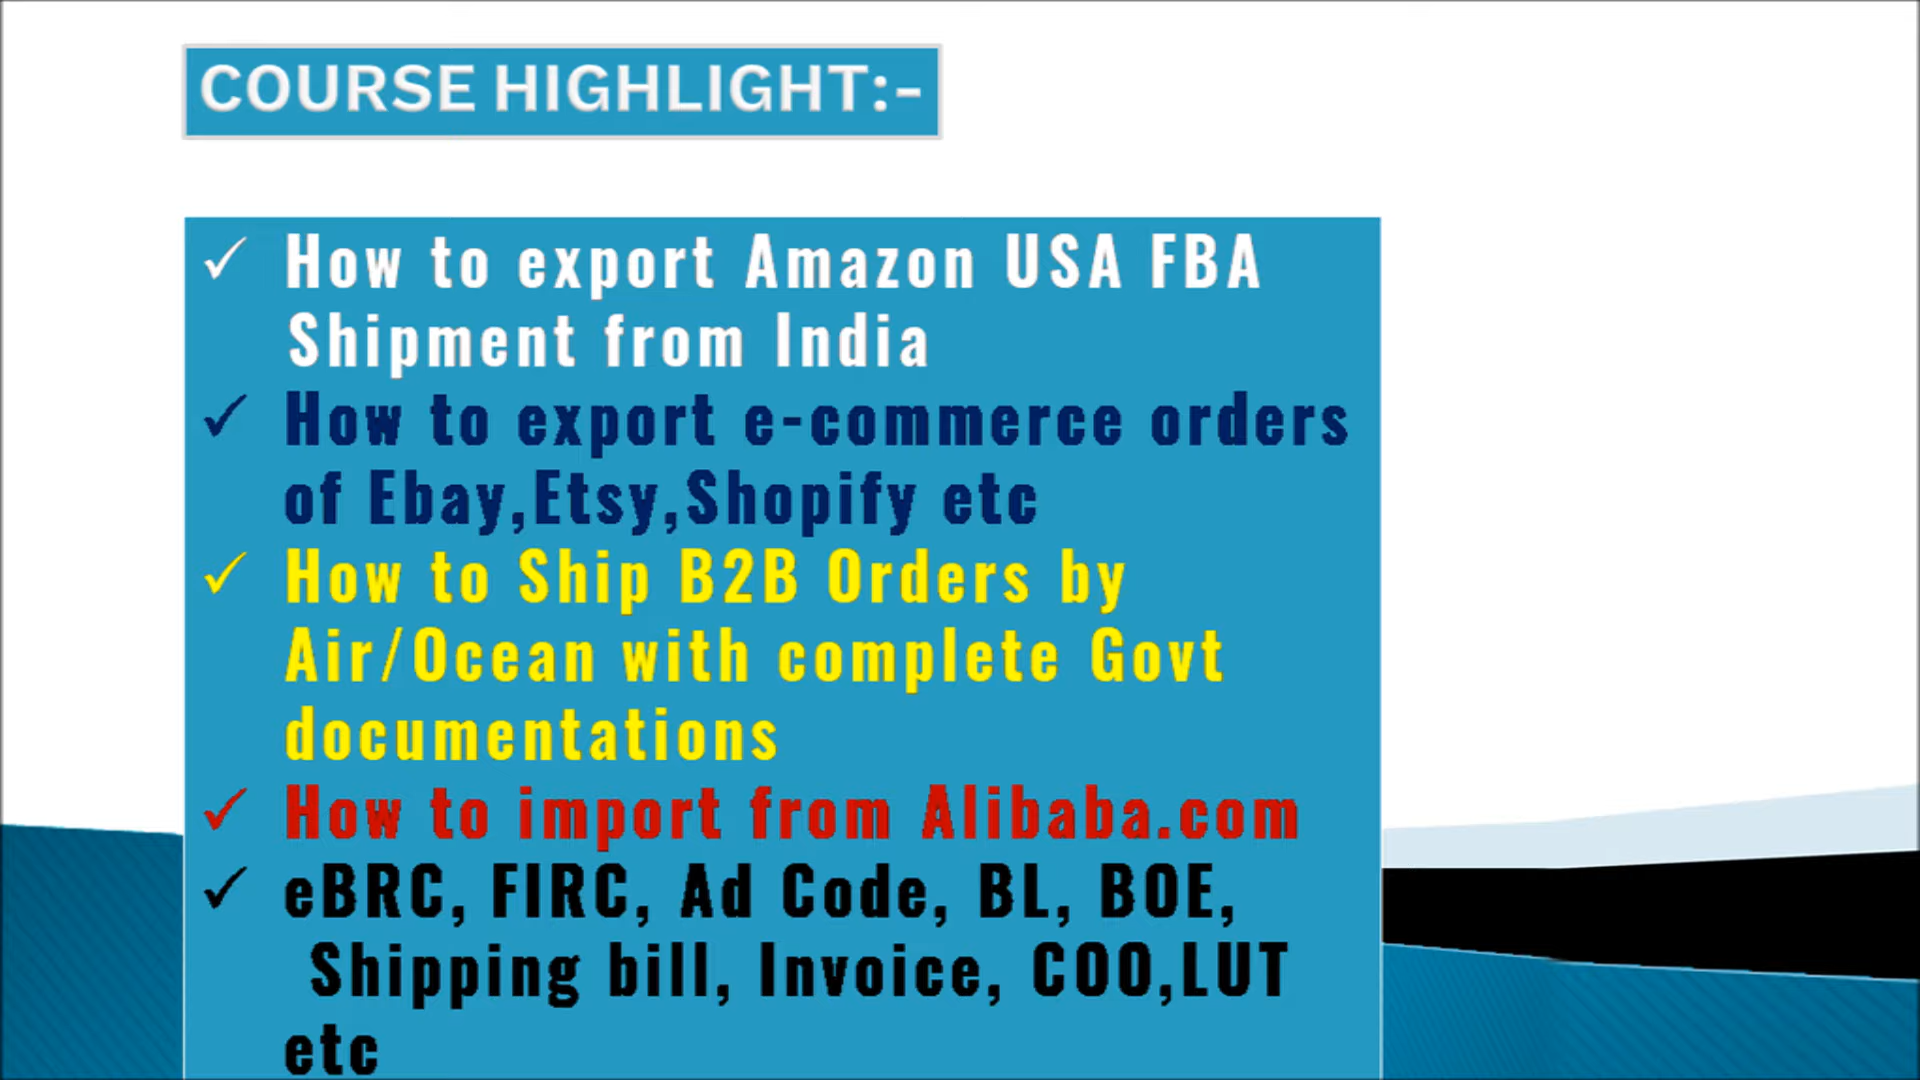 COURSE HIGHLIGHT:-
✓ How to export Amazon USA FBA
Shipment from India
✓ How to export e-commerce orders
of Ebay,Etsy,Shopify etc
✓ How to Ship B2B Orders by
Air/Ocean with complete Govt
documentations
✓ How to import from Alibaba.com
✓ eBRC, FIRC, Ad Code, BL, BOE,
Shipping bill, Invoice, COO,LUT
etc